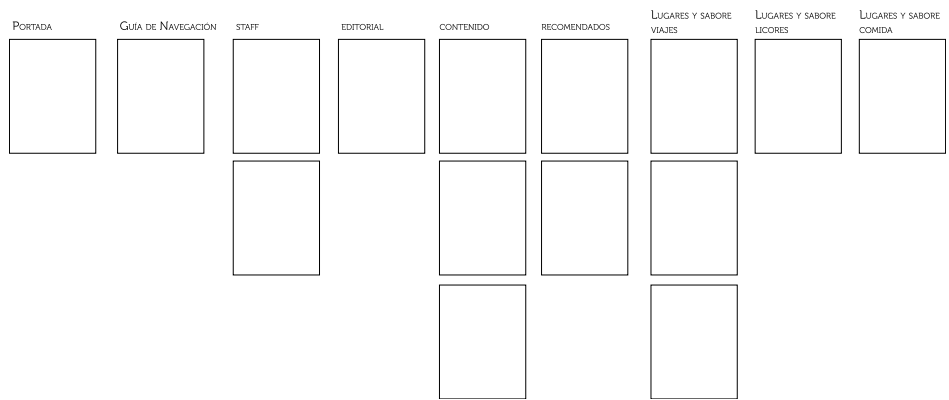 Portada
Guía de Navegación
staff
editorial
contenido
recomendados
Lugares y sabore
viajes
Lugares y sabore
licores
Lugares y sabore
comida